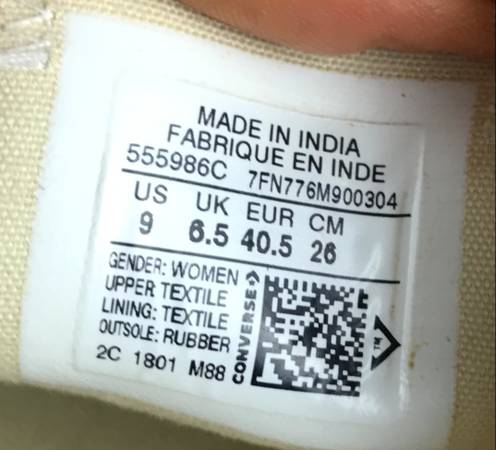 MADE IN INDIA
FABRIQUE EN INDE
555986C 7FN776M900304
US UK EUR CM
9 6.5 40.5 26
GENDER: WOMEN
UPPER TEXTILE
LINING: TEXTILE
OUTSOLE: RUBBER
2C 1801 M88
CONVERSE
TM